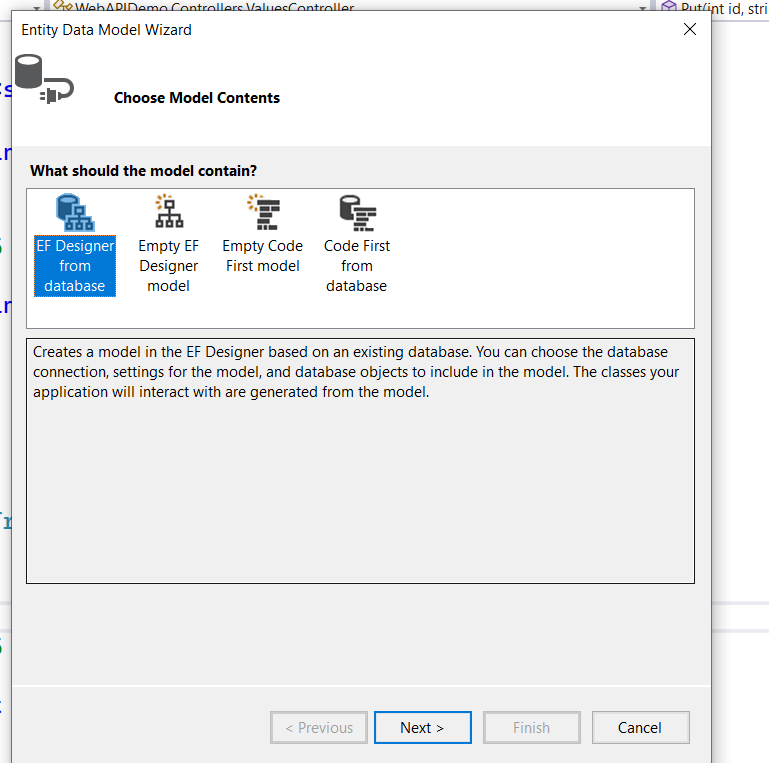 WebAPIDemo.Controllers.ValuesController
Put(int id, stri
Entity Data Model Wizard
Choose Model Contents
What should the model contain?
EF Designer
from
database
Empty EF
Designer
model
Empty Code
First model
Code First
from
database
Creates a model in the EF Designer based on an existing database. You can choose the database
connection, settings for the model, and database objects to include in the model. The classes your
application will interact with are generated from the model.
< Previous
Next >
Finish
Cancel